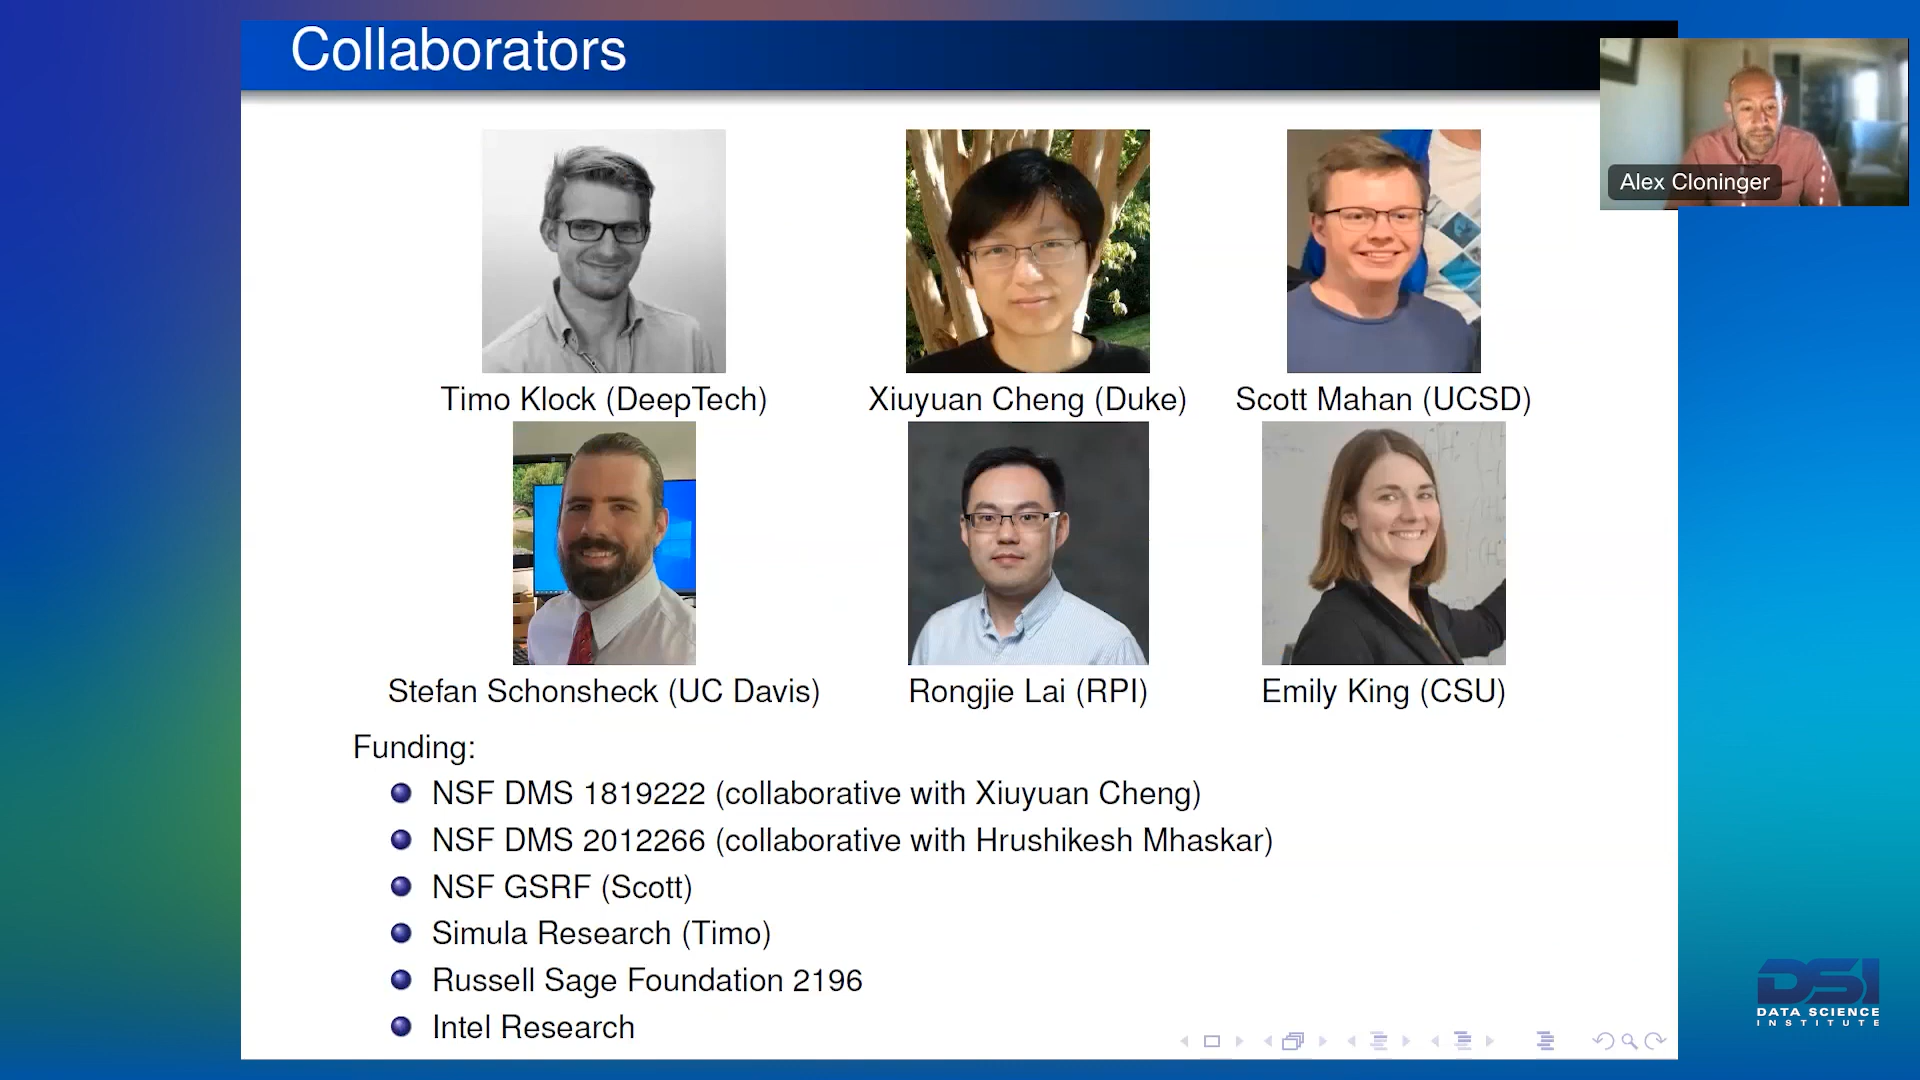 Collaborators
Alex Cloninger
Timo Klock (DeepTech)
Xiuyuan Cheng (Duke)
Scott Mahan (UCSD)
Stefan Schonsheck (UC Davis)
Rongjie Lai (RPI)
Emily King (CSU)
Funding:
NSF DMS 1819222 (collaborative with Xiuyuan Cheng)
NSF DMS 2012266 (collaborative with Hrushikesh Mhaskar)
NSF GSRF (Scott)
Simula Research (Timo)
Russell Sage Foundation 2196
Intel Research
DSI
DATA SCIENCE
INSTITUTE